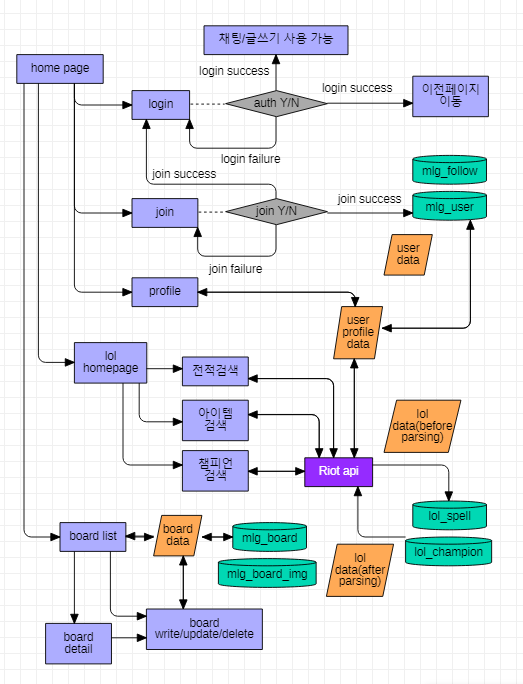 채팅/글쓰기 사용 가능
home page
login success
login
auth Y/N
login success
이전페이지
이동
login failure
join success
mlg_follow
join
join Y/N
join success
mlg_user
join failure
user
data
profile
user
profile
data
lol
homepage
전적검색
아이템
검색
lol
data(before
parsing)
챔피언
검색
Riot api
lol_spell
board list
board
data
mlg_board
lol_champion
mlg_board_img
lol
data(after
parsing)
board
detail
board
write/update/delete